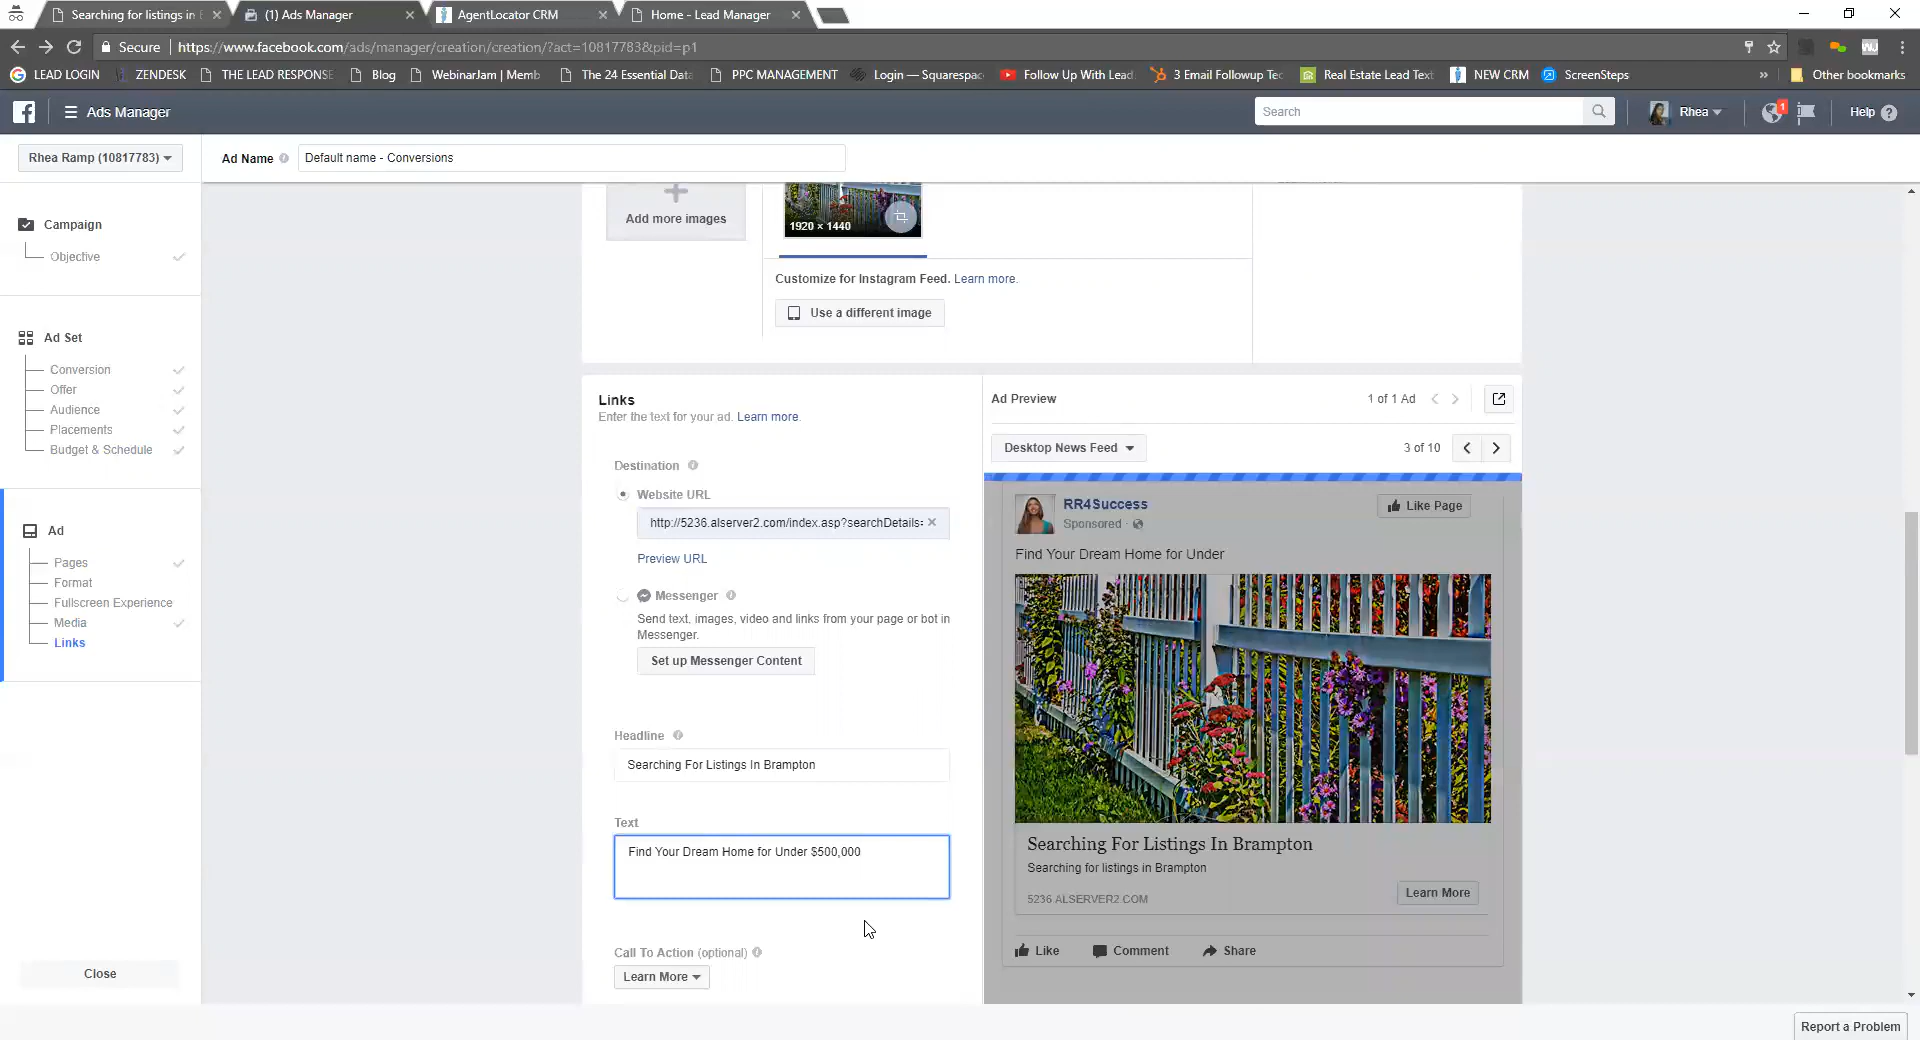 Searching for listings in
(1) Ads Manager
AgentLocator CRM
Home - Lead Manager
Secure
https://www.facebook.com/ads/manager/creation/creation/?act=10817783&pid=p1
LEAD LOGIN
ZENDESK
THE LEAD RESPONSE
Blog
WebinarJam | Memb
The 24 Essential Data
PPC MANAGEMENT
Login — Squarespac
Follow Up With Lead
3 Email Followup Tec
Real Estate Lead Text
NEW CRM
ScreenSteps
»
Other bookmarks
Ads Manager
Search
Rhea
1
Help
Rhea Ramp (10817783)
Ad Name
Default name - Conversions
Campaign
Objective
Ad Set
Conversion
Offer
Audience
Placements
Budget & Schedule
Ad
Pages
Format
Fullscreen Experience
Media
Links
Close
Add more images
1920 × 1440
Customize for Instagram Feed. Learn more.
Use a different image
Links
Enter the text for your ad. Learn more.
Destination
Website URL
http://5236.alserver2.com/index.asp?searchDetails=
Preview URL
Messenger
Send text, images, video and links from your page or bot in
Messenger.
Set up Messenger Content
Headline
Searching For Listings In Brampton
Text
Find Your Dream Home for Under $500,000
Call To Action (optional)
Learn More
Ad Preview
1 of 1 Ad
Desktop News Feed
3 of 10
RR4Success
Sponsored ·
Like Page
Find Your Dream Home for Under
Searching For Listings In Brampton
Searching for listings in Brampton
5236.ALSERVER2.COM
Learn More
Like
Comment
Share
Report a Problem